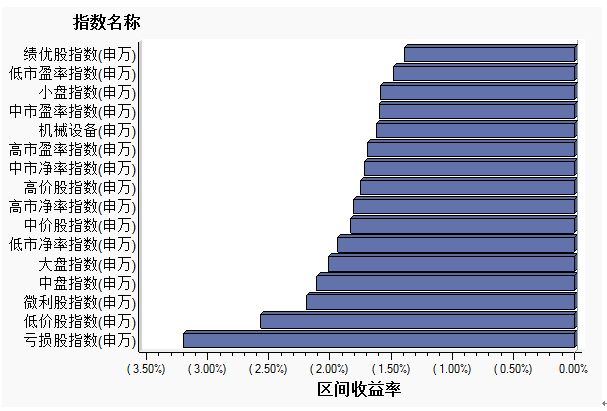 指数名称
绩优股指数(申万)
低市盈率指数(申万)
小盘指数(申万)
中市盈率指数(申万)
机械设备(申万)
高市盈率指数(申万)
中市净率指数(申万)
高价股指数(申万)
高市净率指数(申万)
中价股指数(申万)
低市净率指数(申万)
大盘指数(申万)
中盘指数(申万)
微利股指数(申万)
低价股指数(申万)
亏损股指数(申万)
(3.50%) (3.00%) (2.50%) (2.00%) (1.50%) (1.00%) (0.50%) 0.00%
区间收益率